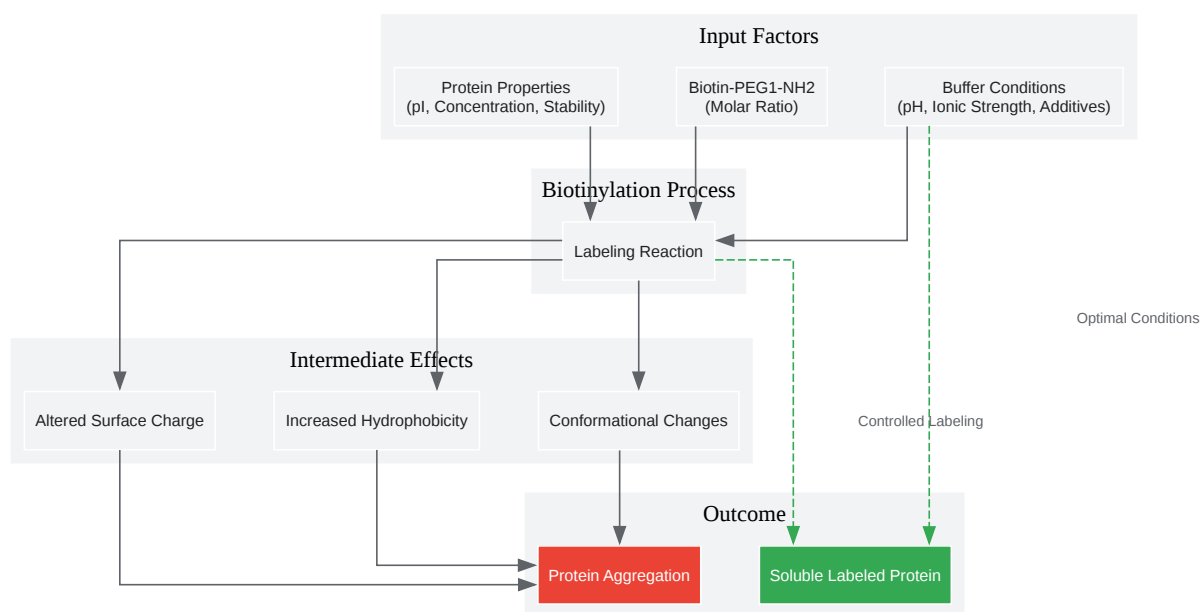 Input Factors
Protein Properties
(pI, Concentration, Stability)
Biotin-PEG1-NH2
(Molar Ratio)
Buffer Conditions
(pH, Ionic Strength, Additives)
Biotinylation Process
Labeling Reaction
Optimal Conditions
Intermediate Effects
Altered Surface Charge
Increased Hydrophobicity
Conformational Changes
Controlled Labeling
Outcome
Protein Aggregation
Soluble Labeled Protein